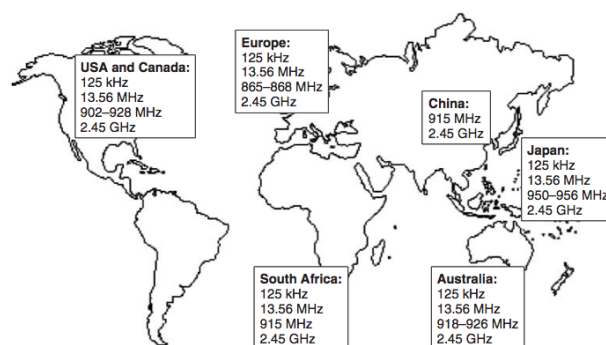 USA and Canada:
125 kHz
13.56 MHz
902–928 MHz
2.45 GHz
Europe:
125 kHz
13.56 MHz
865–868 MHz
2.45 GHz
China:
915 MHz
2.45 GHz
Japan:
125 kHz
13.56 MHz
950–956 MHz
2.45 GHz
South Africa:
125 kHz
13.56 MHz
915 MHz
2.45 GHz
Australia:
125 kHz
13.56 MHz
918–926 MHz
2.45 GHz